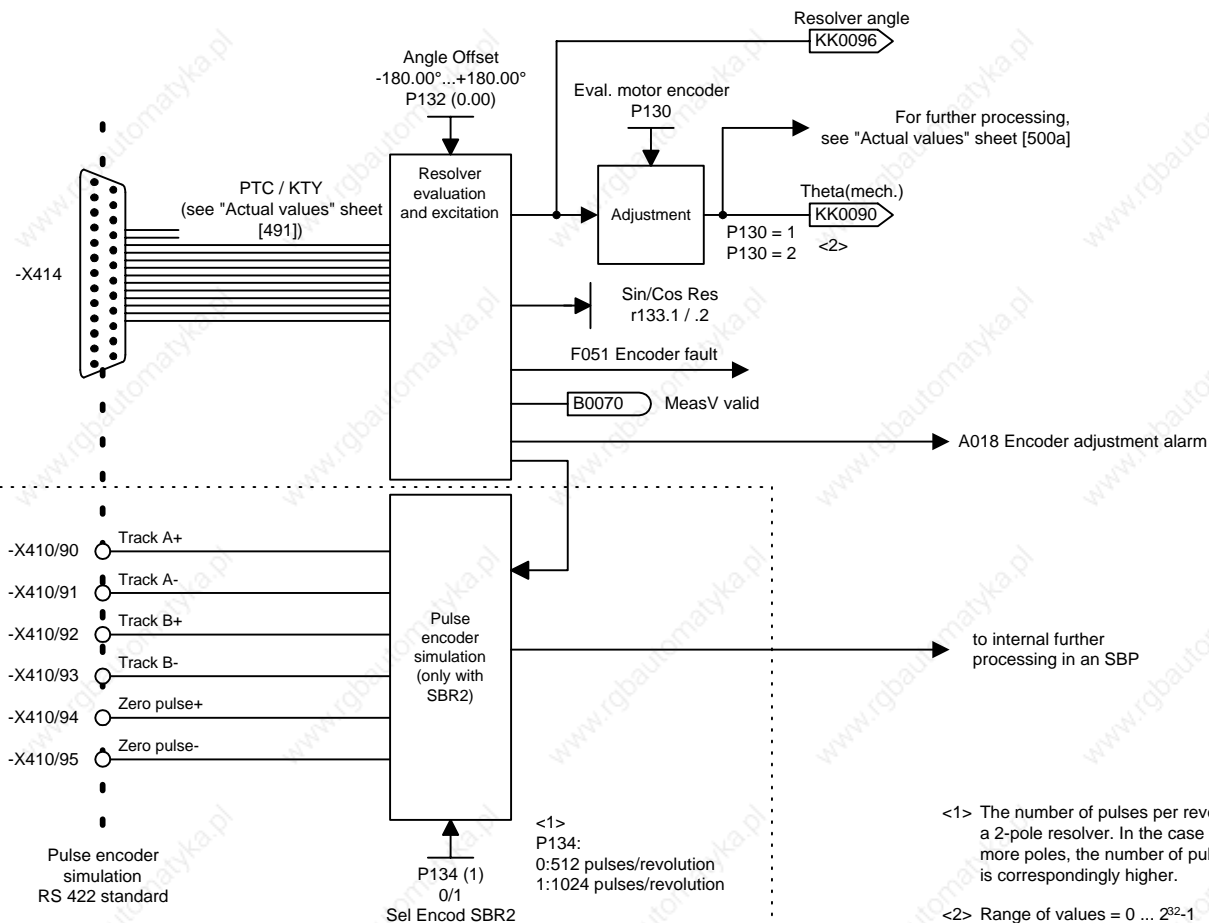 Resolver angle
KK0096
Angle Offset
-180.00°...+180.00°
P132 (0.00)
Eval. motor encoder
P130
For further processing,
see "Actual values" sheet [500a]
PTC / KTY
(see "Actual values" sheet
[491])
Resolver
evaluation
and excitation
Adjustment
Theta(mech.)
KK0090
P130 = 1
P130 = 2
<2>
-X414
Sin/Cos Res
r133.1 / .2
F051 Encoder fault
B0070
MeasV valid
A018 Encoder adjustment alarm
-X410/90
Track A+
-X410/91
Track A-
-X410/92
Track B+
-X410/93
Track B-
-X410/94
Zero pulse+
-X410/95
Zero pulse-
Pulse
encoder
simulation
(only with
SBR2)
to internal further
processing in an SBP
Pulse encoder
simulation
RS 422 standard
P134 (1)
0/1
Sel Encod SBR2
<1>
P134:
0:512 pulses/revolution
1:1024 pulses/revolution
<1> The number of pulses per revo
a 2-pole resolver. In the case
more poles, the number of pul
is correspondingly higher.
<2> Range of values = 0 ... 2³²-1
www.rgbautomatyka.pl